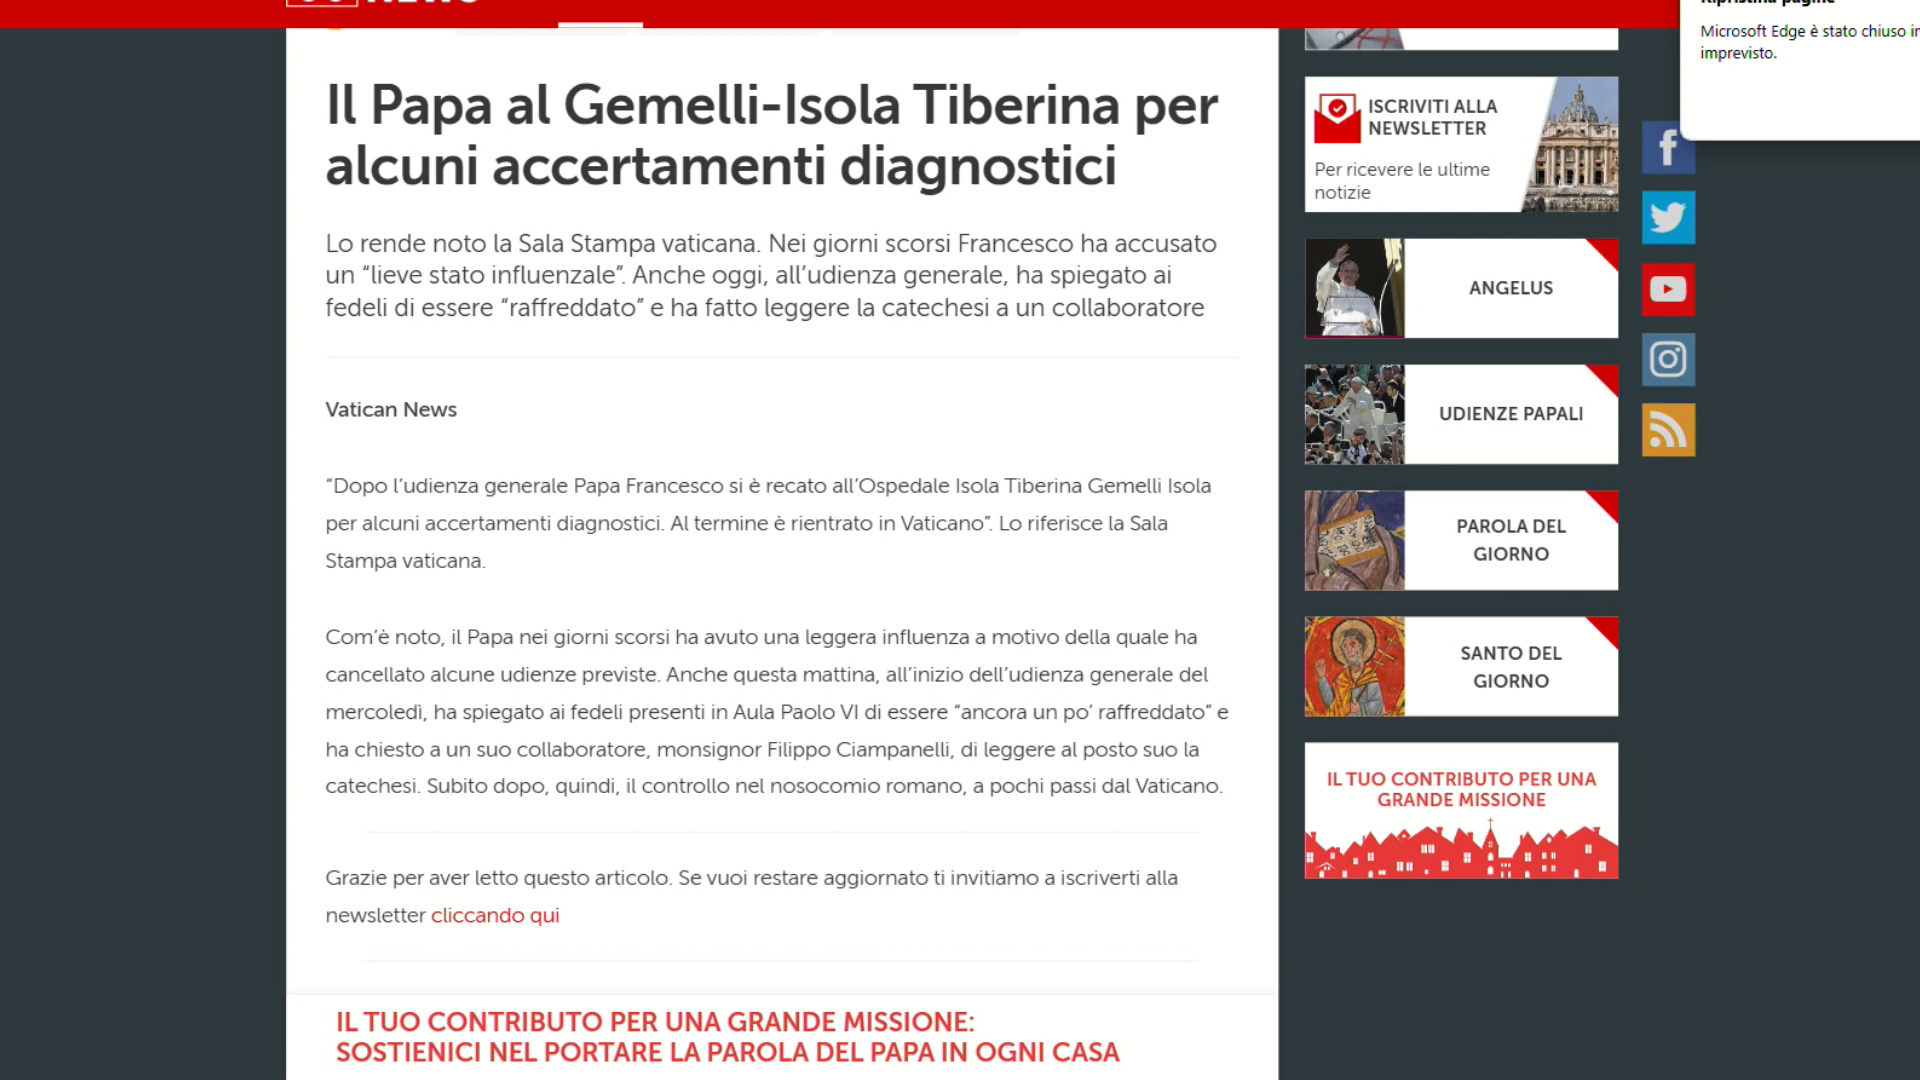 Il Papa al Gemelli-Isola Tiberina per
alcuni accertamenti diagnostici
Lo rende noto la Sala Stampa vaticana. Nei giorni scorsi Francesco ha accusato
un “lieve stato influenzale”. Anche oggi, all’udienza generale, ha spiegato ai
fedeli di essere “raffreddato” e ha fatto leggere la catechesi a un collaboratore
Vatican News
“Dopo l’udienza generale Papa Francesco si è recato all’Ospedale Isola Tiberina Gemelli Isola
per alcuni accertamenti diagnostici. Al termine è rientrato in Vaticano”. Lo riferisce la Sala
Stampa vaticana.
Com’è noto, il Papa nei giorni scorsi ha avuto una leggera influenza a motivo della quale ha
cancellato alcune udienze previste. Anche questa mattina, all’inizio dell’udienza generale del
mercoledì, ha spiegato ai fedeli presenti in Aula Paolo VI di essere “ancora un po’ raffreddato” e
ha chiesto a un suo collaboratore, monsignor Filippo Ciampanelli, di leggere al posto suo la
catechesi. Subito dopo, quindi, il controllo nel nosocomio romano, a pochi passi dal Vaticano.
Grazie per aver letto questo articolo. Se vuoi restare aggiornato ti invitiamo a iscriverti alla
newsletter cliccando qui
IL TUO CONTRIBUTO PER UNA GRANDE MISSIONE:
SOSTIENICI NEL PORTARE LA PAROLA DEL PAPA IN OGNI CASA
ISCRIVITI ALLA
NEWSLETTER
Per ricevere le ultime
notizie
ANGELUS
UDIENZE PAPALI
PAROLA DEL
GIORNO
SANTO DEL
GIORNO
IL TUO CONTRIBUTO PER UNA
GRANDE MISSIONE
Ripristina pagine
Microsoft Edge è stato chiuso
imprevisto.